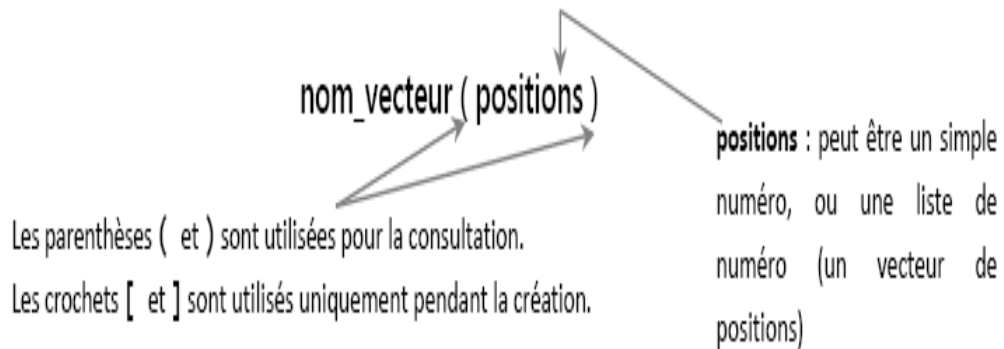 nom_vecteur ( positions )
Les parenthèses ( et ) sont utilisées pour la consultation.
Les crochets [ et ] sont utilisés uniquement pendant la création.
positions : peut être un simple
numéro, ou une liste de
numéro (un vecteur de
positions)